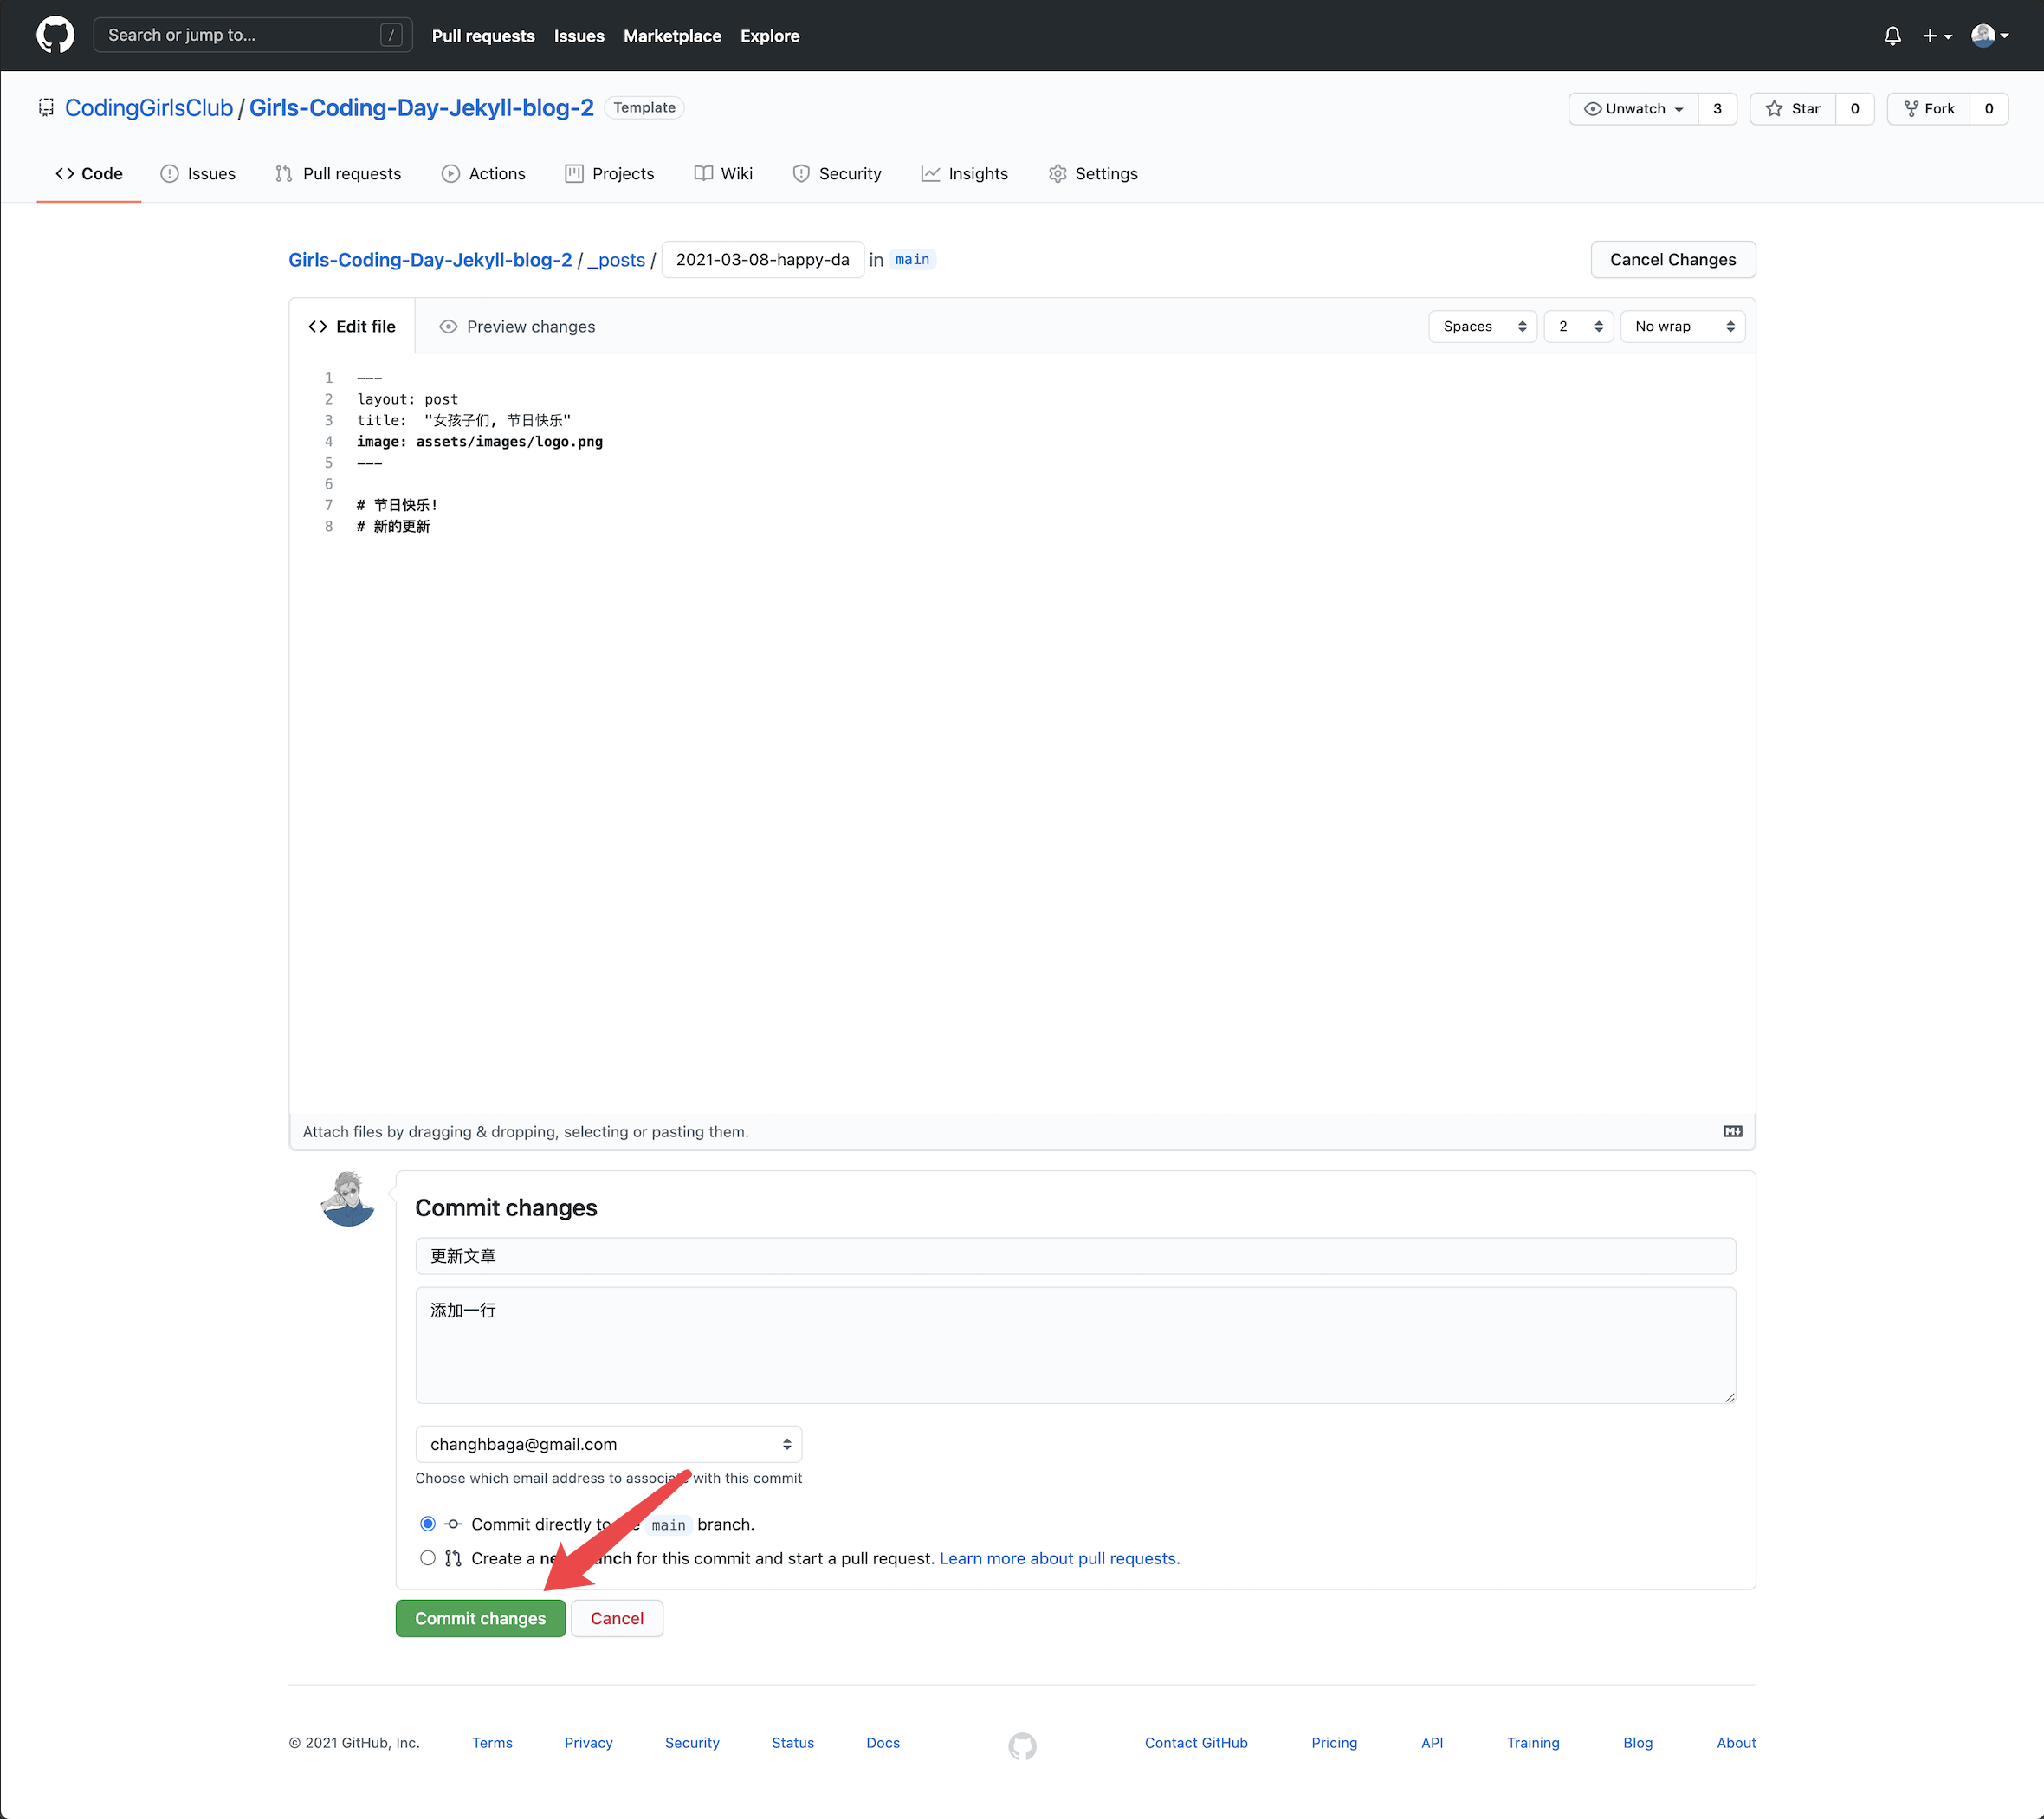 Search or jump to... /
Pull requests Issues Marketplace Explore
CodingGirlsClub / Girls-Coding-Day-Jekyll-blog-2 Template
Unwatch 3 Star 0 Fork 0
Code Issues Pull requests Actions Projects Wiki Security Insights Settings
Girls-Coding-Day-Jekyll-blog-2 / _posts / 2021-03-08-happy-da in main
Cancel Changes
Edit file Preview changes Spaces 2 No wrap
1 ---
2 layout: post
3 title: "女孩子们, 节日快乐"
4 image: assets/images/logo.png
5 ---
6
7 # 节日快乐!
8 # 新的更新
Attach files by dragging & dropping, selecting or pasting them.
Commit changes
更新文章
添加一行
changhbaga@gmail.com
Choose which email address to associate with this commit
Commit directly to main branch.
Create a for this commit and start a pull request. Learn more about pull requests.
Commit changes Cancel
© 2021 GitHub, Inc. Terms Privacy Security Status Docs Contact GitHub Pricing API Training Blog About